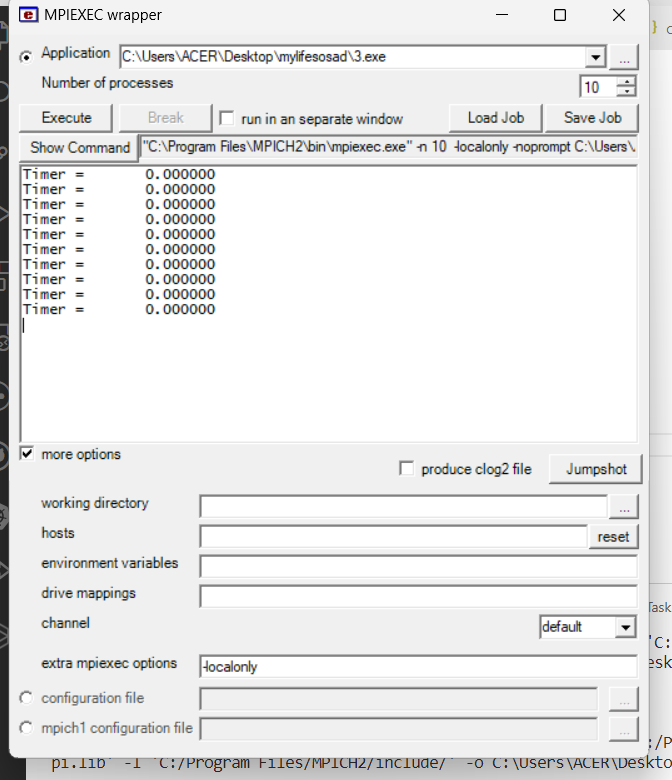 MPIEXEC wrapper
Application C:\Users\ACER\Desktop\mylifesosad\3.exe ...
Number of processes 10
Execute Break run in an separate window Load Job Save Job
Show Command "C:\Program Files\MPICH2\bin\mpiexec.exe" -n 10 -localonly -noprompt C:\Users\.
Timer = 0.000000
Timer = 0.000000
Timer = 0.000000
Timer = 0.000000
Timer = 0.000000
Timer = 0.000000
Timer = 0.000000
Timer = 0.000000
Timer = 0.000000
Timer = 0.000000
more options
produce clog2 file Jumpshot
working directory ...
hosts reset
environment variables
drive mappings
Task
channel default
'C:
extra mpiexec options -localonly
esk
configuration file ...
mpich1 configuration file ...
:/P
pi.lib' -I 'C:/Program Files/MPICH2/include/' -o C:\Users\ACER\Deskto